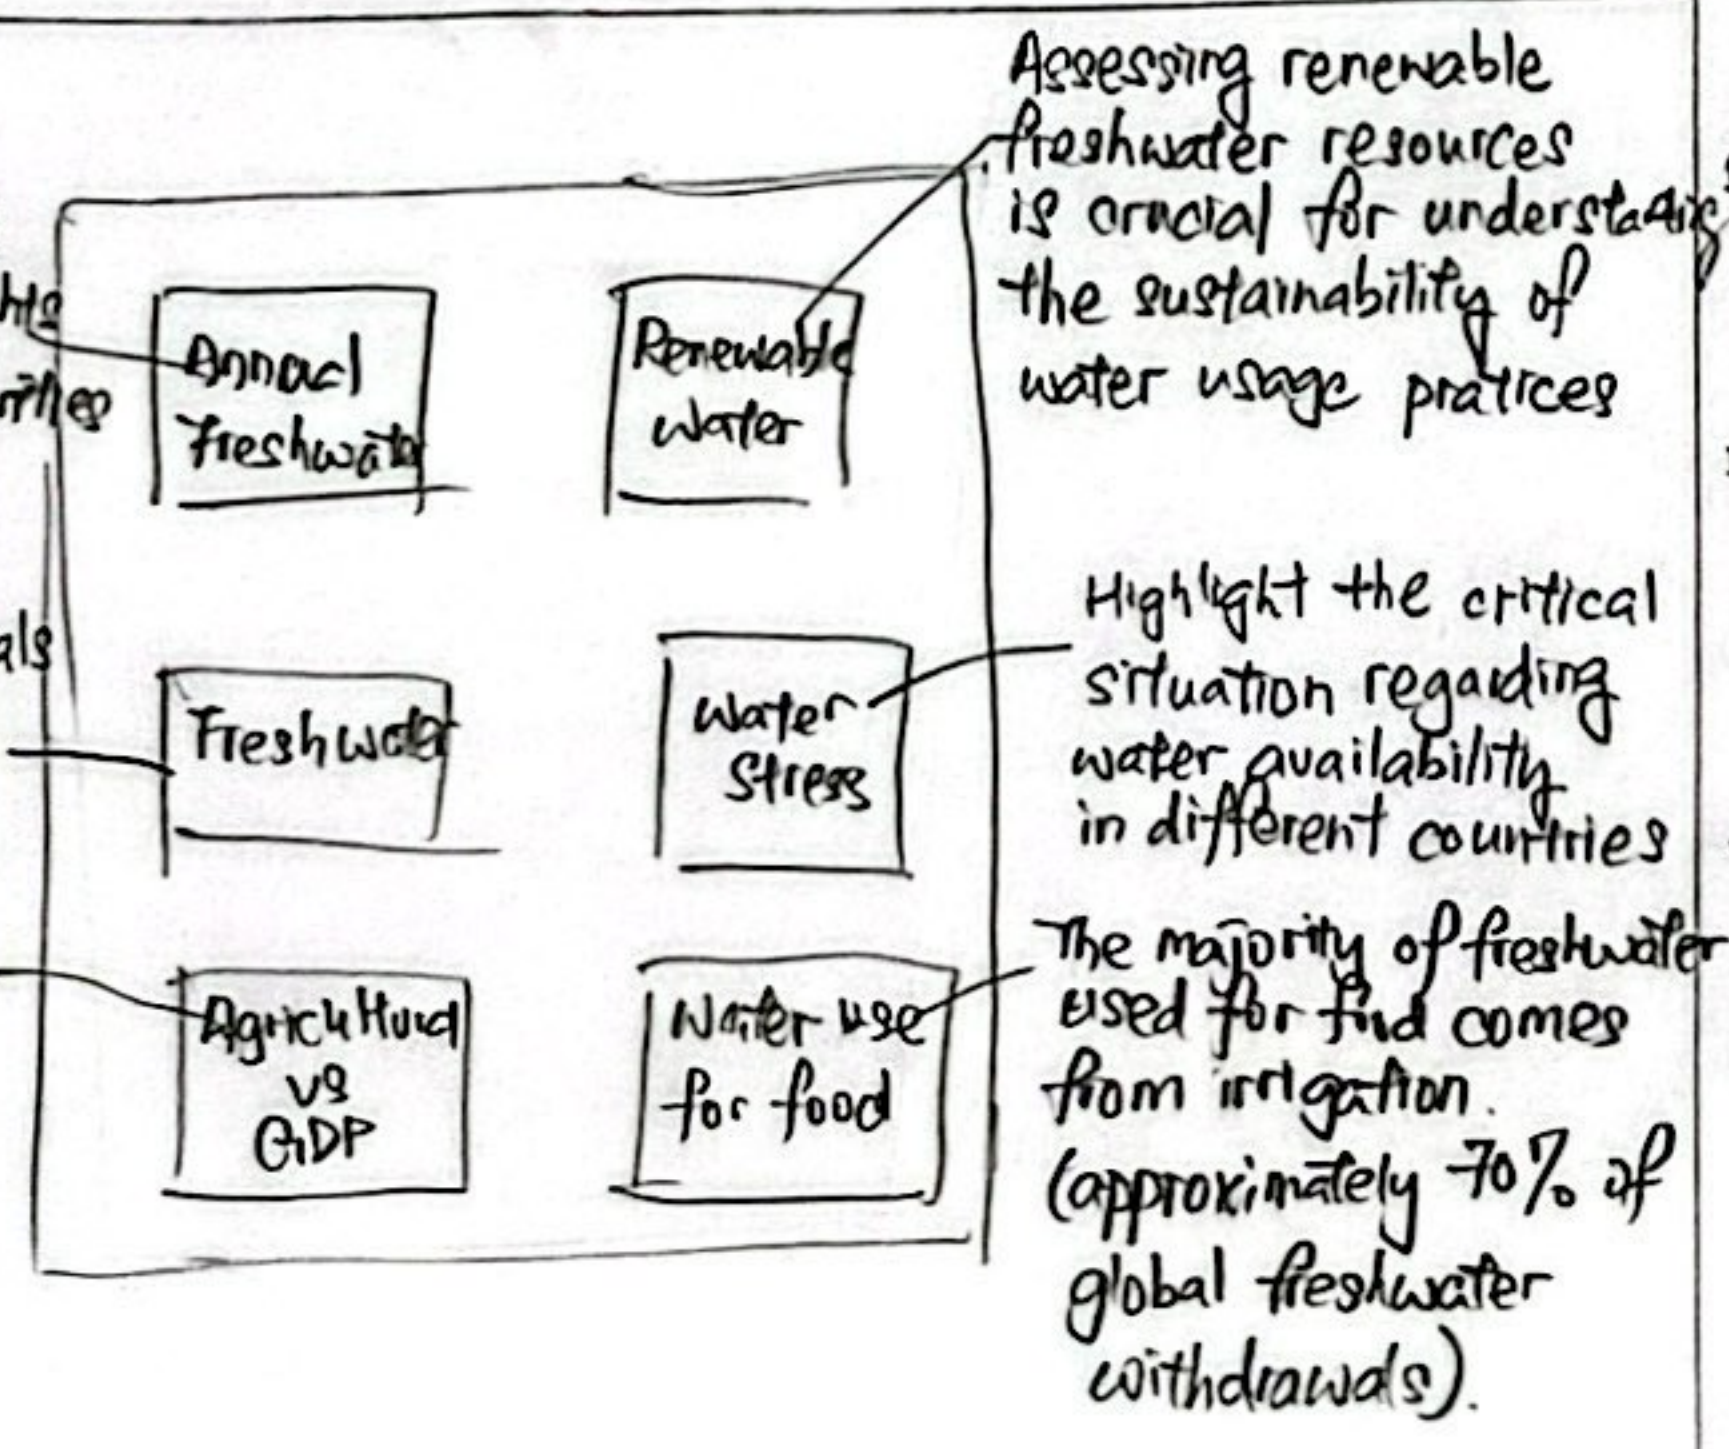 Assessing renewable
freshwater resources
is crucial for understanding
the sustainability of
water usage pratices
Annual
Freshwater
Renewable
Water
Highlight the critical
situation regarding
water availability
in different countries
Freshwater
Water
Stress
The majority of freshwater
used for food comes
from irrigation.
(approximately 70% of
global freshwater
withdrawals).
Agricultural
vs
GDP
Water use
for food